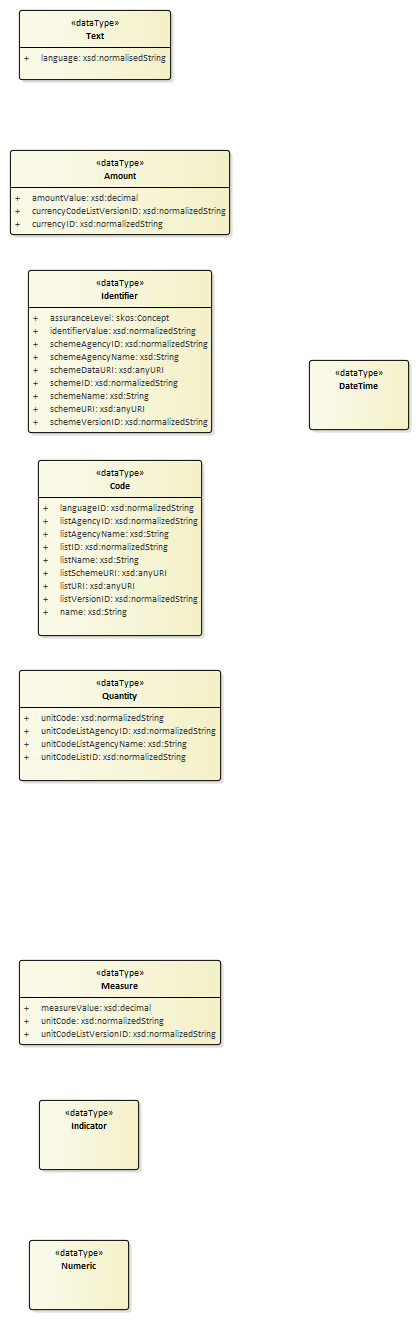 «dataType»
Text
+ language: xsd:normalisedString
«dataType»
Amount
+ amountValue: xsd:decimal
+ currencyCodeListVersionID: xsd:normalizedString
+ currencyID: xsd:normalizedString
«dataType»
Identifier
+ assuranceLevel: skos:Concept
+ identifierValue: xsd:normalizedString
+ schemeAgencyID: xsd:normalizedString
+ schemeAgencyName: xsd:String
+ schemeDataURI: xsd:anyURI
+ schemeID: xsd:normalizedString
+ schemeName: xsd:String
+ schemeURI: xsd:anyURI
+ schemeVersionID: xsd:normalizedString
«dataType»
DateTime
«dataType»
Code
+ languageID: xsd:normalizedString
+ listAgencyID: xsd:normalizedString
+ listAgencyName: xsd:String
+ listID: xsd:normalizedString
+ listName: xsd:String
+ listSchemeURI: xsd:anyURI
+ listURI: xsd:anyURI
+ listVersionID: xsd:normalizedString
+ name: xsd:String
«dataType»
Quantity
+ unitCode: xsd:normalizedString
+ unitCodeListAgencyID: xsd:normalizedString
+ unitCodeListAgencyName: xsd:String
+ unitCodeListID: xsd:normalizedString
«dataType»
Measure
+ measureValue: xsd:decimal
+ unitCode: xsd:normalizedString
+ unitCodeListVersionID: xsd:normalizedString
«dataType»
Indicator
«dataType»
Numeric